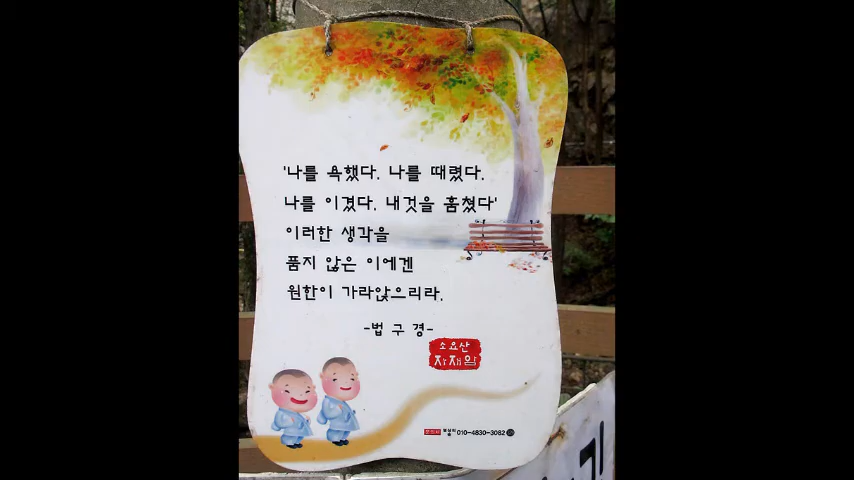 '나를 욕했다. 나를 때렸다.
나를 이겼다. 내것을 훔쳤다'
이러한 생각을
품지 않은 이에겐
원한이 가라앉으리라.
-법 구 경-
소요산
자재암
010-4830-3082